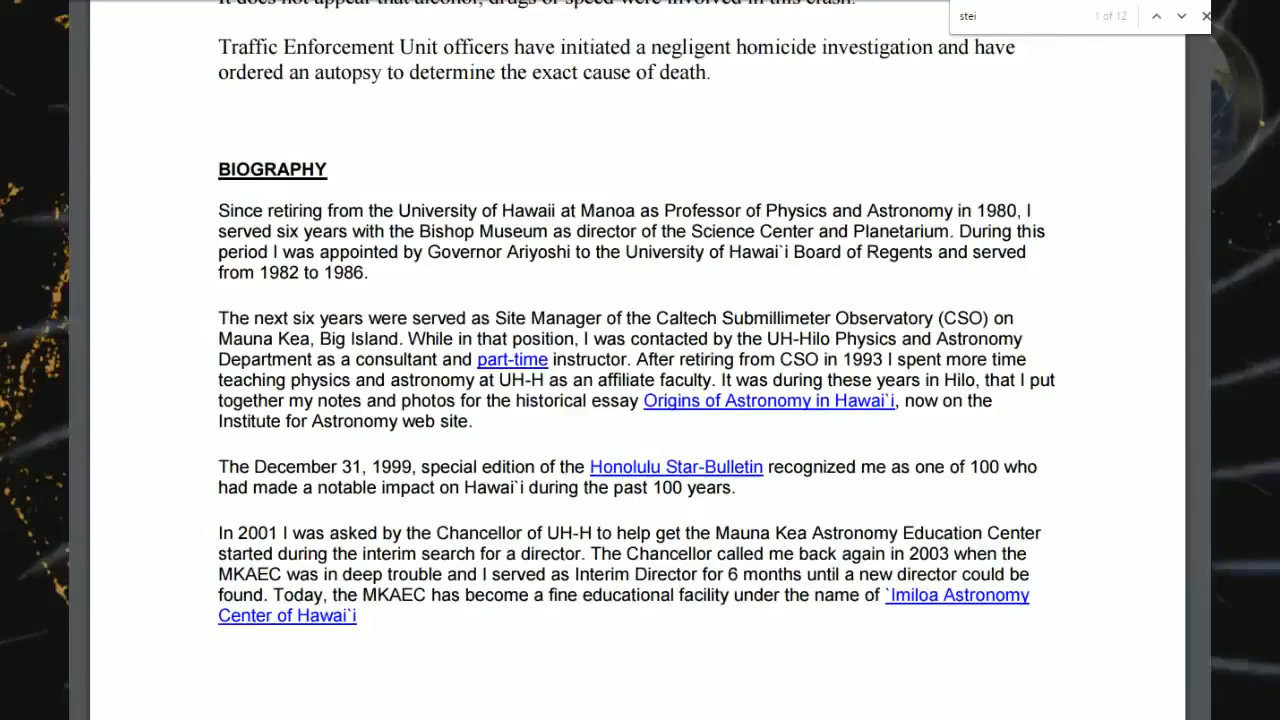 It does not appear that alcohol, drugs or speed were involved in this crash.
stei
1 of 12
Traffic Enforcement Unit officers have initiated a negligent homicide investigation and have
ordered an autopsy to determine the exact cause of death.
BIOGRAPHY
Since retiring from the University of Hawaii at Manoa as Professor of Physics and Astronomy in 1980, I
served six years with the Bishop Museum as director of the Science Center and Planetarium. During this
period I was appointed by Governor Ariyoshi to the University of Hawai`i Board of Regents and served
from 1982 to 1986.
The next six years were served as Site Manager of the Caltech Submillimeter Observatory (CSO) on
Mauna Kea, Big Island. While in that position, I was contacted by the UH-Hilo Physics and Astronomy
Department as a consultant and part-time instructor. After retiring from CSO in 1993 I spent more time
teaching physics and astronomy at UH-H as an affiliate faculty. It was during these years in Hilo, that I put
together my notes and photos for the historical essay Origins of Astronomy in Hawai`i, now on the
Institute for Astronomy web site.
The December 31, 1999, special edition of the Honolulu Star-Bulletin recognized me as one of 100 who
had made a notable impact on Hawai`i during the past 100 years.
In 2001 I was asked by the Chancellor of UH-H to help get the Mauna Kea Astronomy Education Center
started during the interim search for a director. The Chancellor called me back again in 2003 when the
MKAEC was in deep trouble and I served as Interim Director for 6 months until a new director could be
found. Today, the MKAEC has become a fine educational facility under the name of `Imiloa Astronomy
Center of Hawai`i